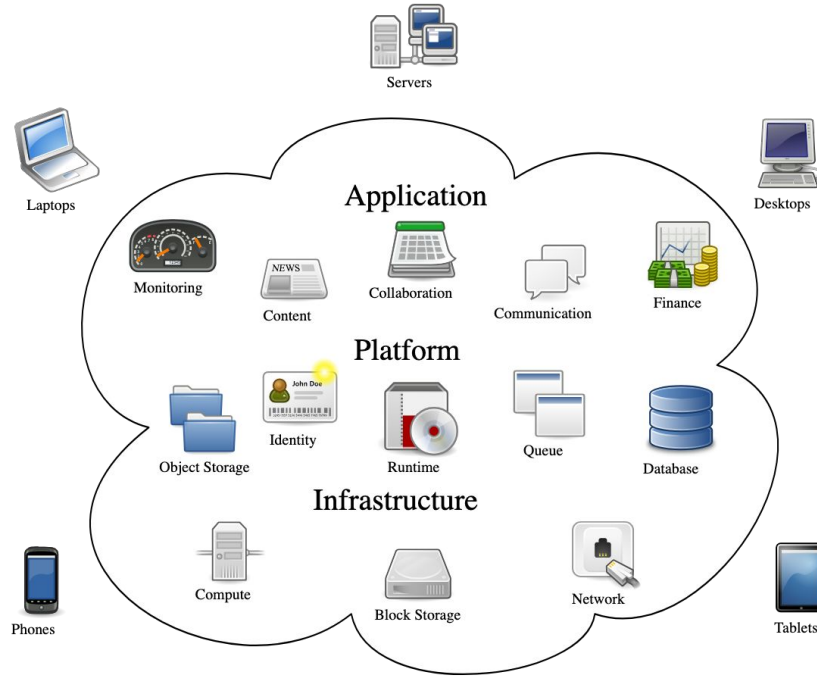 Servers
Laptops
Desktops
Application
Monitoring
NEWS
Content
Collaboration
Communication
Finance
Platform
Object Storage
John Doe
Identity
Runtime
Queue
Database
Infrastructure
Compute
Block Storage
Network
Phones
Tablets